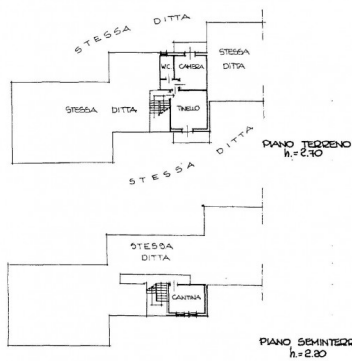 STESSA DITTA
W.C.
CAMERA
STESSA
DITTA
STESSA DITTA
TINELLO
STESSA DITTA
PIANO TERRENO
h.=2.70
STESSA
DITTA
CANTINA
PIANO SEMINTERR
h.=2.20